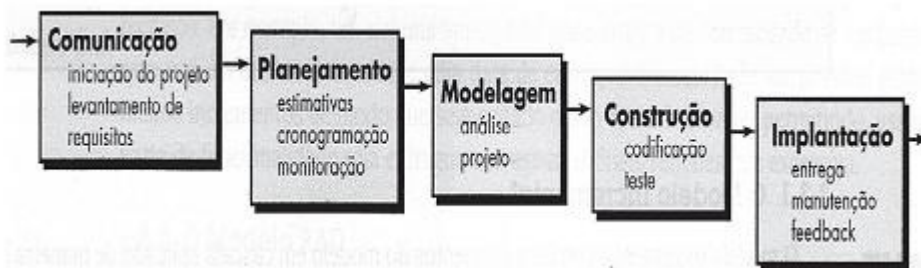 Comunicação
iniciação do projeto
levantamento de
requisitos
Planejamento
estimativas
cronogramação
monitoração
Modelagem
análise
projeto
Construção
codificação
teste
Implantação
entrega
manutenção
feedback